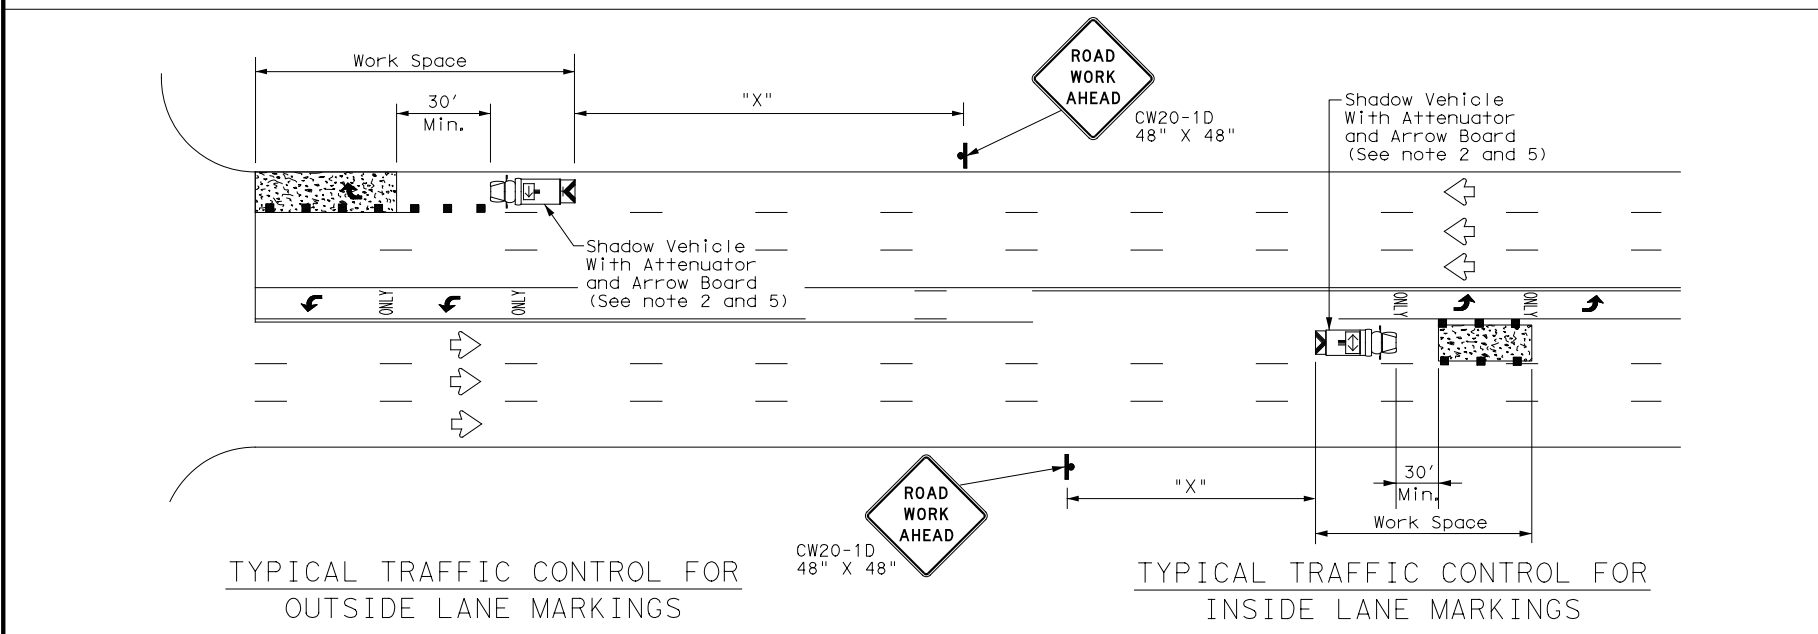 Work Space
30'
Min.
"X"
ROAD
WORK
AHEAD
CW20-1D
48" X 48"
Shadow Vehicle
With Attenuator
and Arrow Board
(See note 2 and 5)
Shadow Vehicle
With Attenuator
and Arrow Board
(See note 2 and 5)
ONLY
ONLY
ONLY
ONLY
ROAD
WORK
AHEAD
CW20-1D
48" X 48"
"X"
30'
Min.
Work Space
TYPICAL TRAFFIC CONTROL FOR
OUTSIDE LANE MARKINGS
TYPICAL TRAFFIC CONTROL FOR
INSIDE LANE MARKINGS